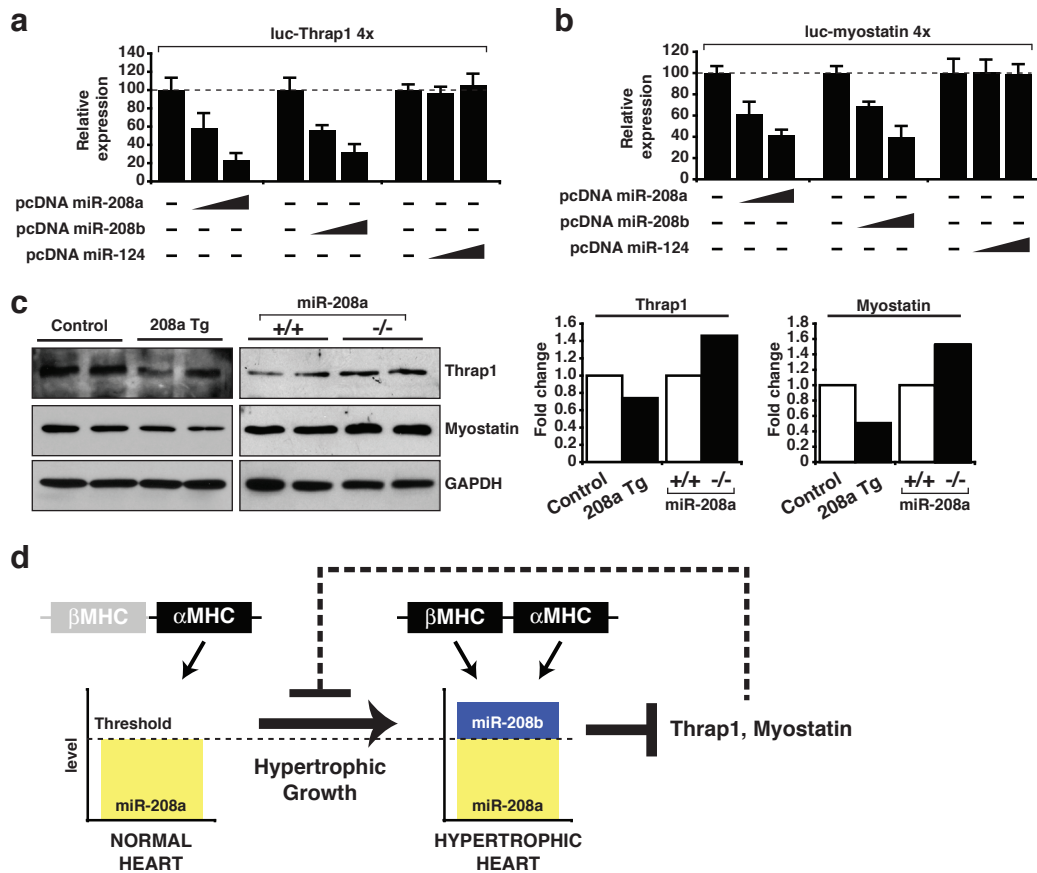 a
luc-Thrap1 4x
Relative expression
140
120
100
80
60
40
20
0
pcDNA miR-208a – – – – – – –
pcDNA miR-208b – – – – – – –
pcDNA miR-124 – – – – – – –
b
luc-myostatin 4x
Relative expression
120
100
80
60
40
20
0
pcDNA miR-208a – – – – – – –
pcDNA miR-208b – – – – – – –
pcDNA miR-124 – – – – – – –
c
miR-208a
Control 208a Tg +/+ -/-
Thrap1
Myostatin
GAPDH
Thrap1
Fold change
1.6
1.4
1.2
1.0
0.8
0.6
0.4
0.2
0
Control 208a Tg +/+ -/-
miR-208a
Myostatin
Fold change
1.8
1.6
1.4
1.2
1.0
0.8
0.6
0.4
0.2
0
Control 208a Tg +/+ -/-
miR-208a
d
βMHC αMHC
βMHC αMHC
level
Threshold
miR-208a
NORMAL
HEART
Hypertrophic
Growth
miR-208b
miR-208a
HYPERTROPHIC
HEART
Thrap1, Myostatin